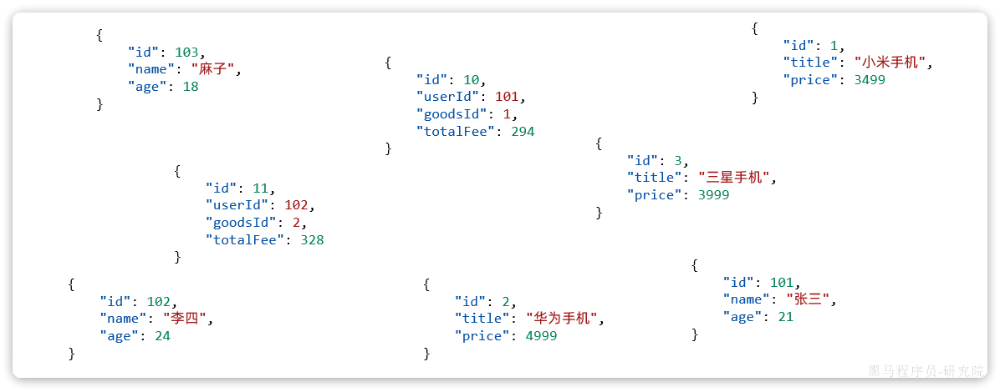 {
"id": 103,
"name": "麻子",
"age": 18
}
{
"id": 10,
"userId": 101,
"goodsId": 1,
"totalFee": 294
}
{
"id": 1,
"title": "小米手机",
"price": 3499
}
{
"id": 3,
"title": "三星手机",
"price": 3999
}
{
"id": 11,
"userId": 102,
"goodsId": 2,
"totalFee": 328
}
{
"id": 102,
"name": "李四",
"age": 24
}
{
"id": 2,
"title": "华为手机",
"price": 4999
}
{
"id": 101,
"name": "张三",
"age": 21
}
黑马程序员-研究院